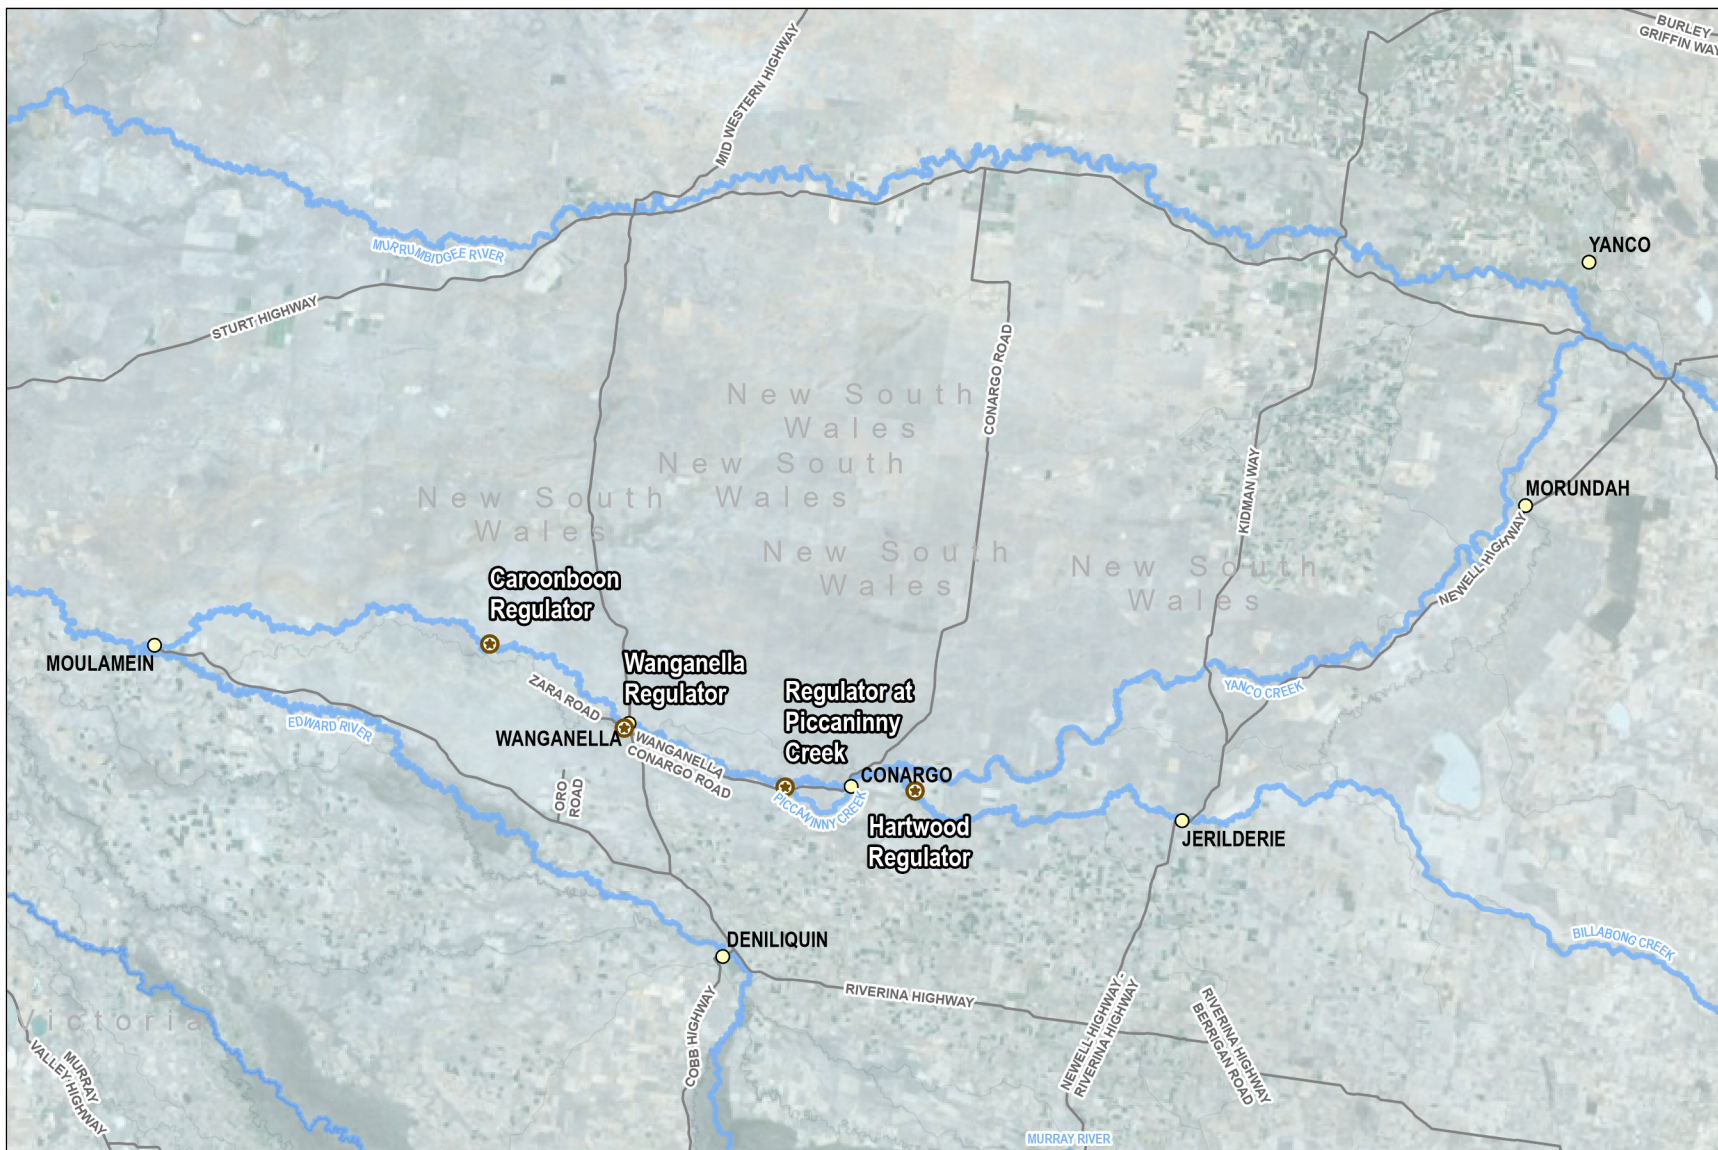 BURLEY
GRIFFIN WAY
MID WESTERN HIGHWAY
MURRUMBIDGEE RIVER
YANCO
STURT HIGHWAY
CONARGO ROAD
New South
Wales
New South
Wales
New South
Wales
New South
Wales
New South
Wales
KIDMAN WAY
MORUNDAH
NEWELL HIGHWAY
Caroonboon
Regulator
MOULAMEIN
Wanganella
Regulator
ZARA ROAD
Regulator at
Piccaninny
Creek
YANCO CREEK
EDWARD RIVER
WANGANELLA
WANGANELLA
CONARGO ROAD
CONARGO
ORO
ROAD
PICCANINNY CREEK
Hartwood
Regulator
JERILDERIE
DENILIQUIN
BILLABONG CREEK
RIVERINA HIGHWAY
COBB HIGHWAY
NEWELL HIGHWAY -
RIVERINA HIGHWAY
RIVERINA HIGHWAY
BERRIGAN ROAD
Victoria
MURRAY
VALLEY HIGHWAY
MURRAY RIVER